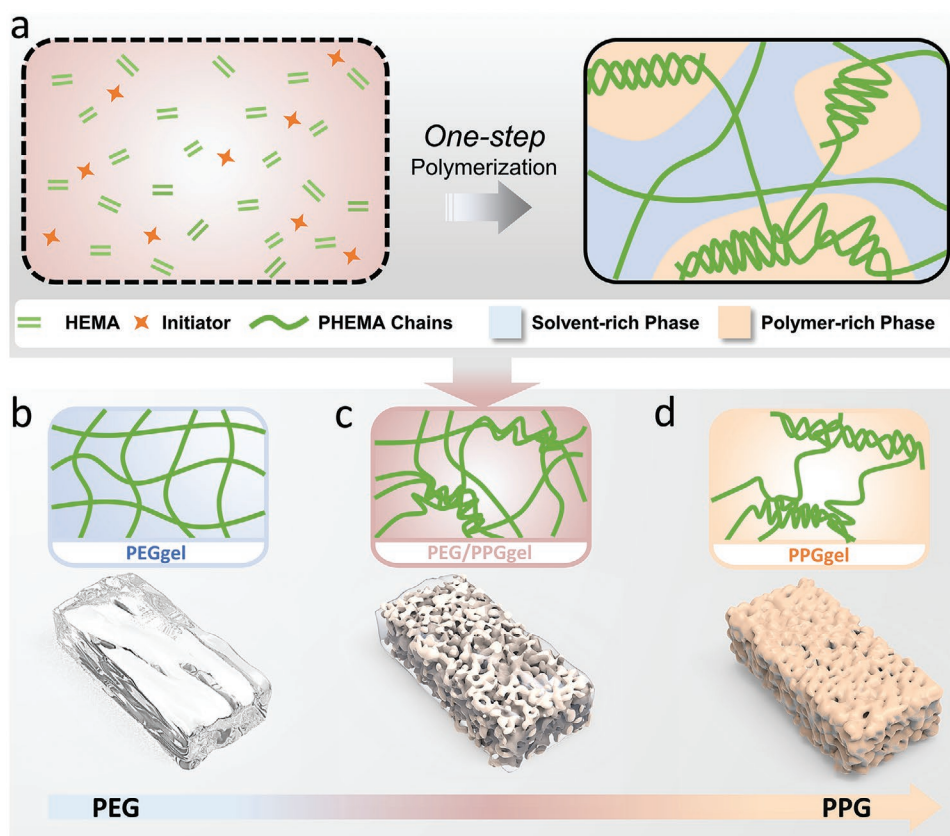 a
One-step
Polymerization
HEMA Initiator PHEMA Chains Solvent-rich Phase Polymer-rich Phase
b c d
PEGgel PEG/PPGgel PPGgel
PEG PPG